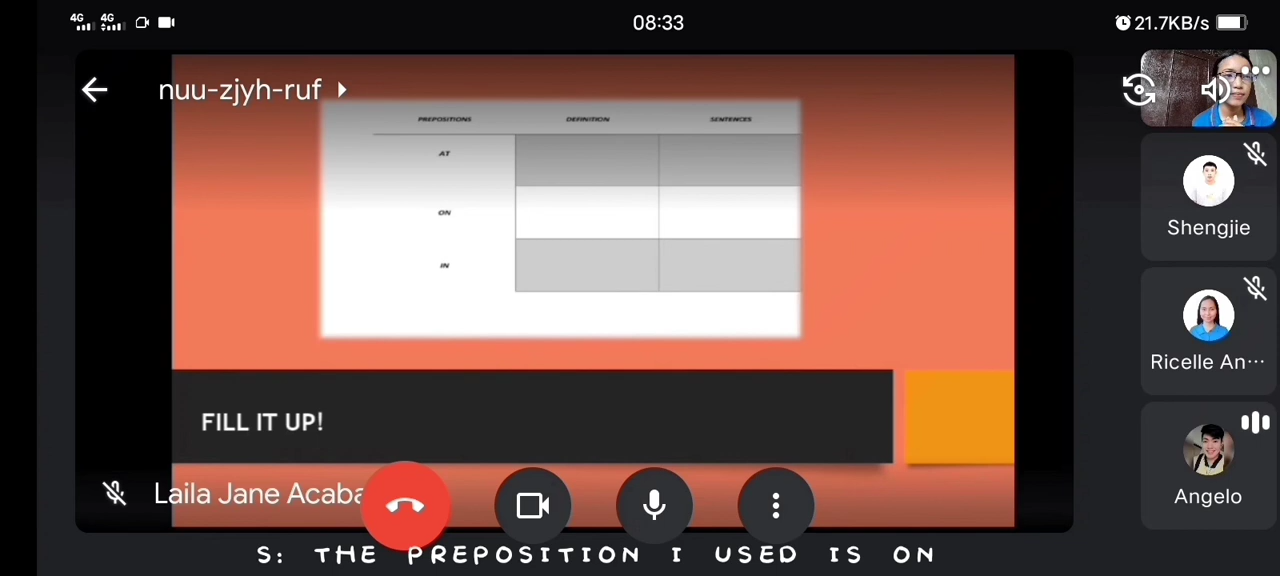 4G 4G 08:33 21.7KB/s
nuu-zjyh-ruf
PREPOSITIONS DEFINITION SENTENCES
AT
ON
IN
Shengjie
Ricelle An...
FILL IT UP!
Laila Jane Acaba
Angelo
S: THE PREPOSITION I USED IS ON